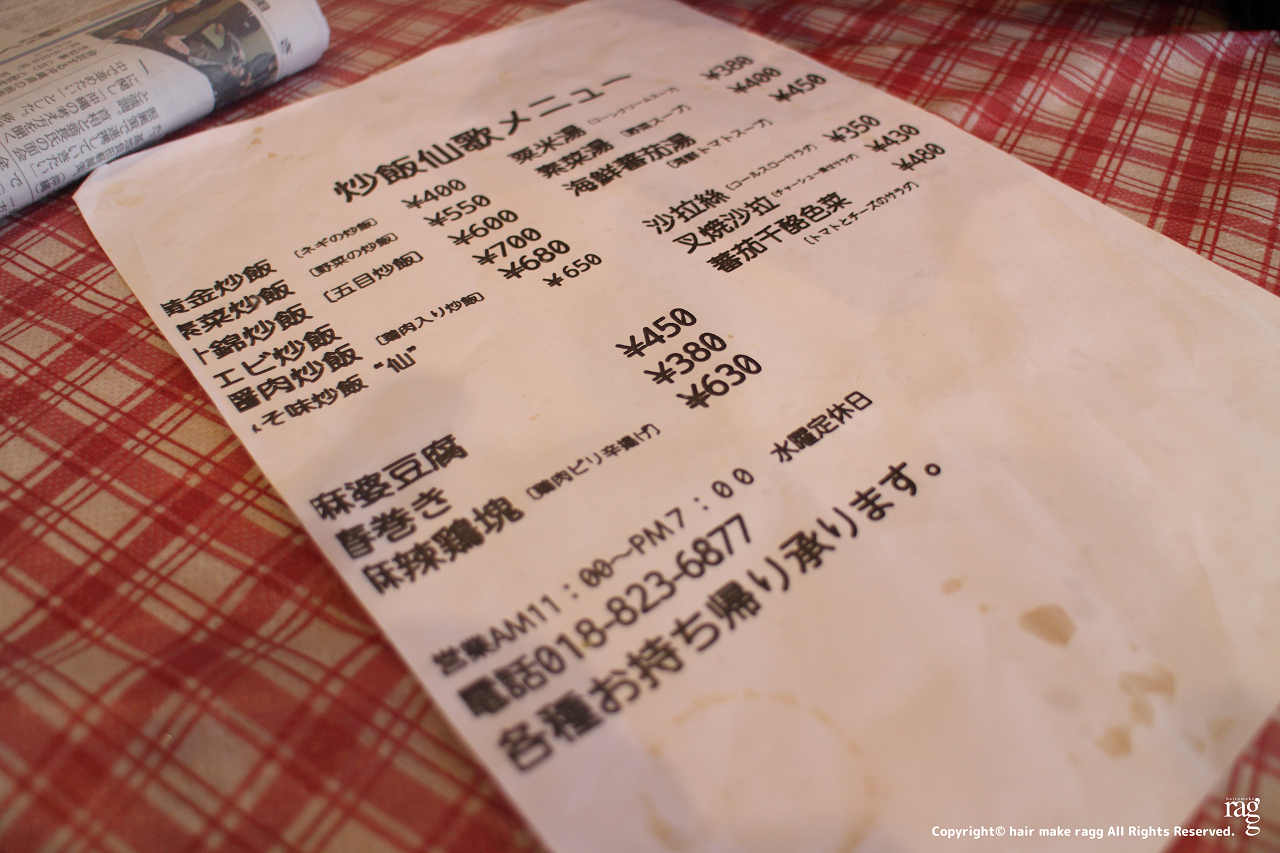 炒飯仙歌メニュー
黄金炒飯 〔ネギの炒飯〕 ¥400
素菜炒飯 〔野菜の炒飯〕 ¥550
什錦炒飯 〔五目炒飯〕 ¥600
エビ炒飯 ¥700
鶏肉炒飯 〔鶏肉入り炒飯〕 ¥680
みそ味炒飯 “仙” ¥650
粟米湯 〔コーンクリームスープ〕 ¥380
素菜湯 〔野菜スープ〕 ¥400
海鮮蕃茄湯 ¥450
〔海鮮トマトスープ〕
沙拉絲 〔コールスローサラダ〕 ¥350
叉焼沙拉 ¥430
蕃茄干酪色菜 ¥480
〔トマトとチーズのサラダ〕
麻婆豆腐 ¥450
春巻き ¥380
麻辣鶏塊 〔鶏肉ピリ辛揚げ〕 ¥630
営業AM11：00〜PM7：00 水曜定休日
電話018-823-6877
各種お持ち帰り承ります。
ragg
Copyright© hair make ragg All Rights Reserved.